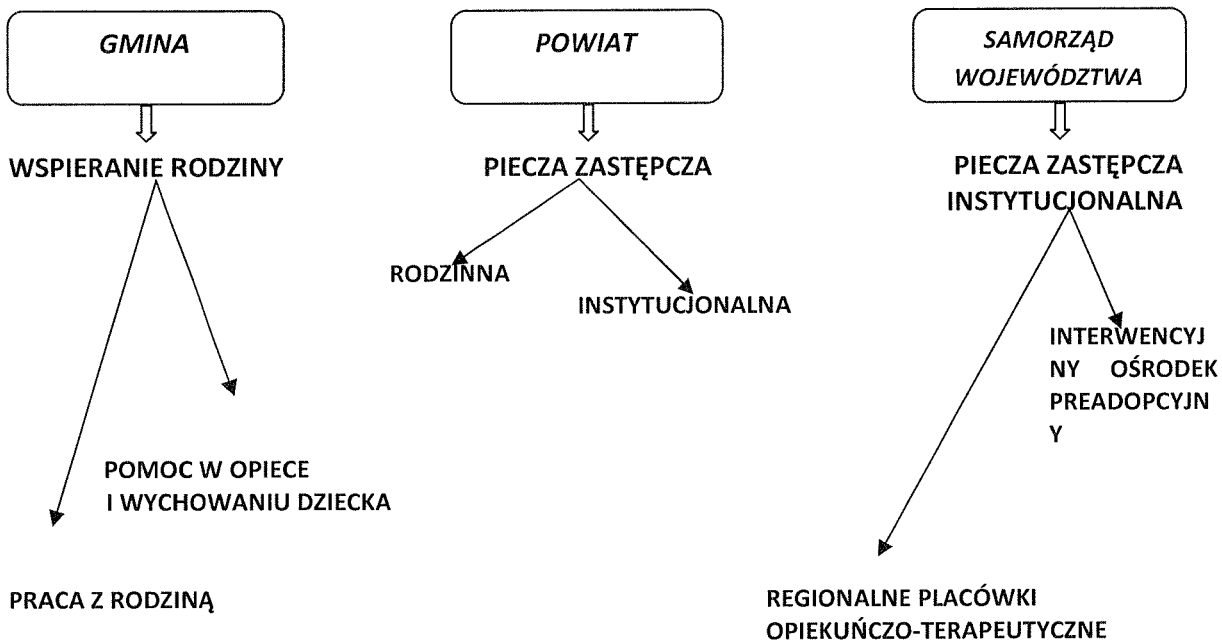 GMINA
WSPIERANIE RODZINY
POMOC W OPIECE
I WYCHOWANIU DZIECKA
PRACA Z RODZINĄ
POWIAT
PIECZA ZASTĘPCZA
RODZINNA
INSTYTUCJONALNA
SAMORZĄD
WOJEWÓDZTWA
PIECZA ZASTĘPCZA
INSTYTUCJONALNA
INTERWENCYJ
NY OŚRODEK
PREADOPCYJN
Y
REGIONALNE PLACÓWKI
OPIEKUŃCZO-TERAPEUTYCZNE